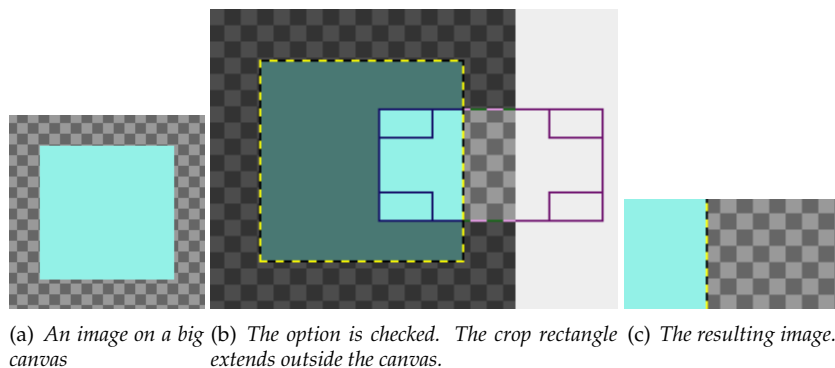 (a) An image on a big
canvas
(b) The option is checked. The crop rectangle
extends outside the canvas.
(c) The resulting image.